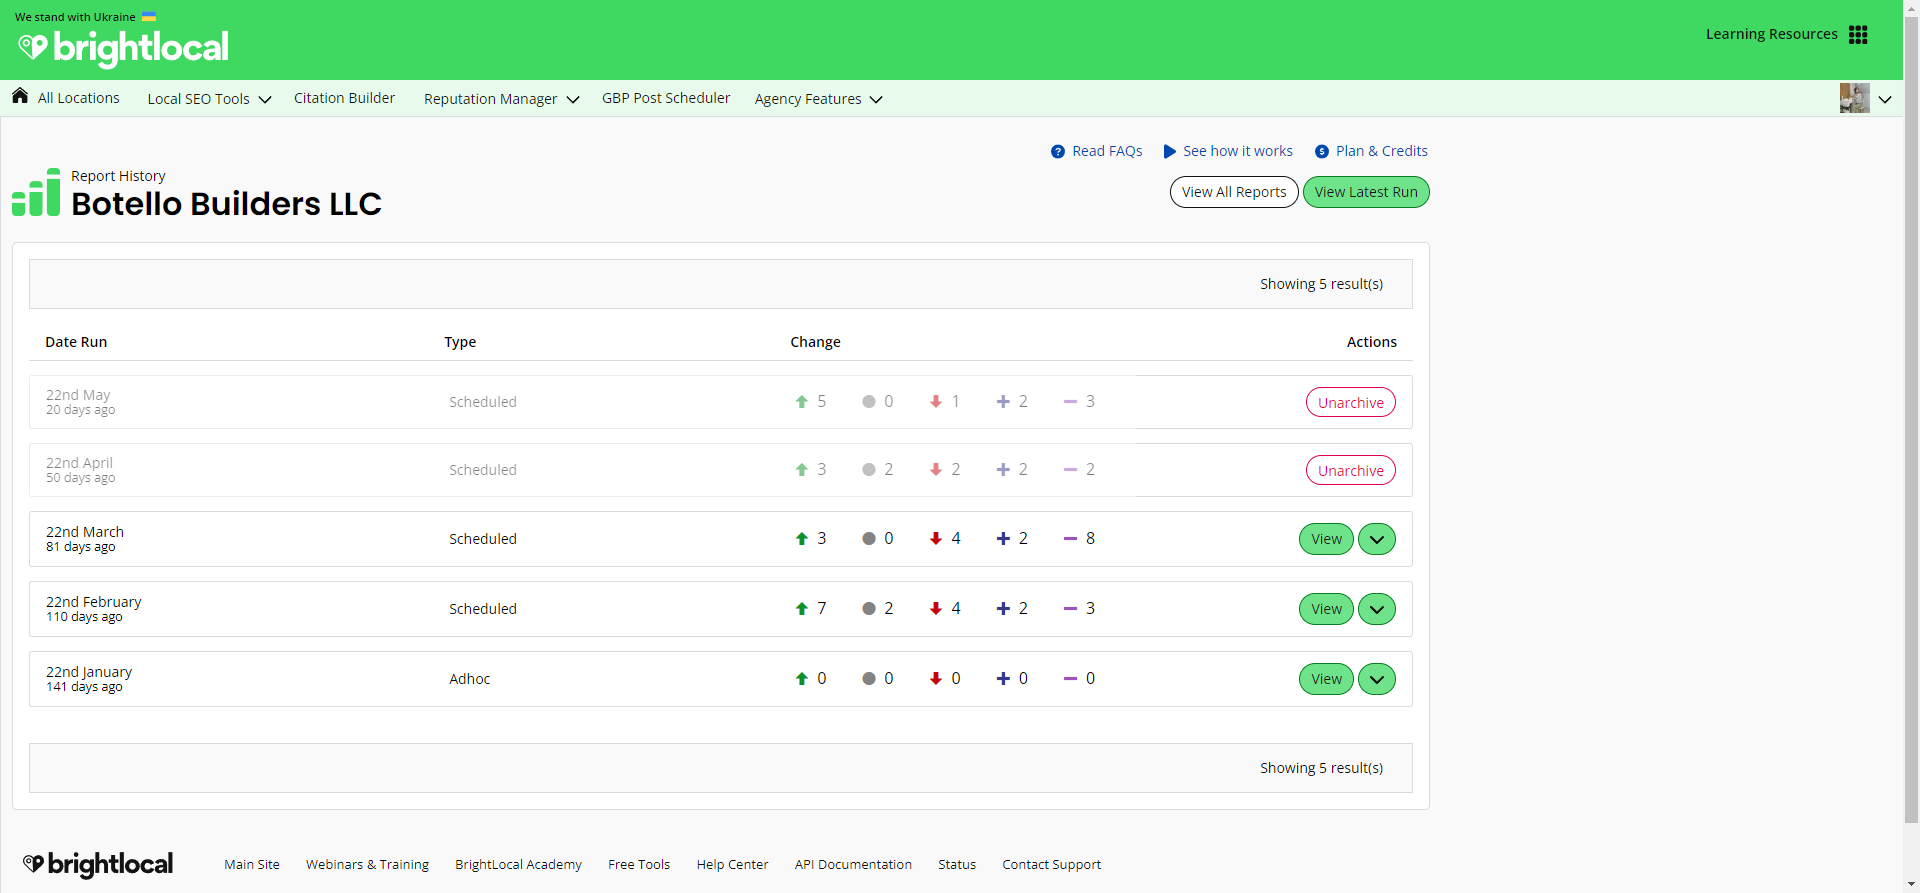 We stand with Ukraine
brightlocal
Learning Resources
All Locations
Local SEO Tools
Citation Builder
Reputation Manager
GBP Post Scheduler
Agency Features
Read FAQs
See how it works
Plan & Credits
Report History
Botello Builders LLC
View All Reports
View Latest Run
Showing 5 result(s)
Date Run Type Change Actions
22nd May
20 days ago
Scheduled 5 0 1 2 3 Unarchive
22nd April
50 days ago
Scheduled 3 2 2 2 2 Unarchive
22nd March
81 days ago
Scheduled 3 0 4 2 8 View
22nd February
110 days ago
Scheduled 7 2 4 2 3 View
22nd January
141 days ago
Adhoc 0 0 0 0 0 View
Showing 5 result(s)
brightlocal
Main Site
Webinars & Training
BrightLocal Academy
Free Tools
Help Center
API Documentation
Status
Contact Support